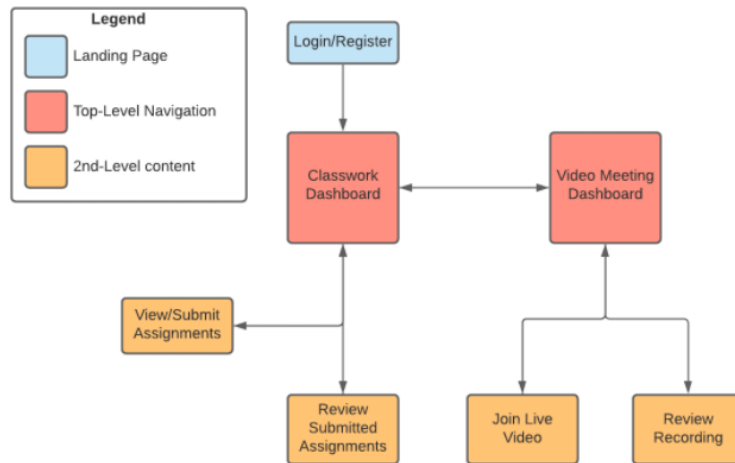 Legend
Landing Page
Top-Level Navigation
2nd-Level content
Login/Register
Classwork
Dashboard
Video Meeting
Dashboard
View/Submit
Assignments
Review
Submitted
Assignments
Join Live
Video
Review
Recording